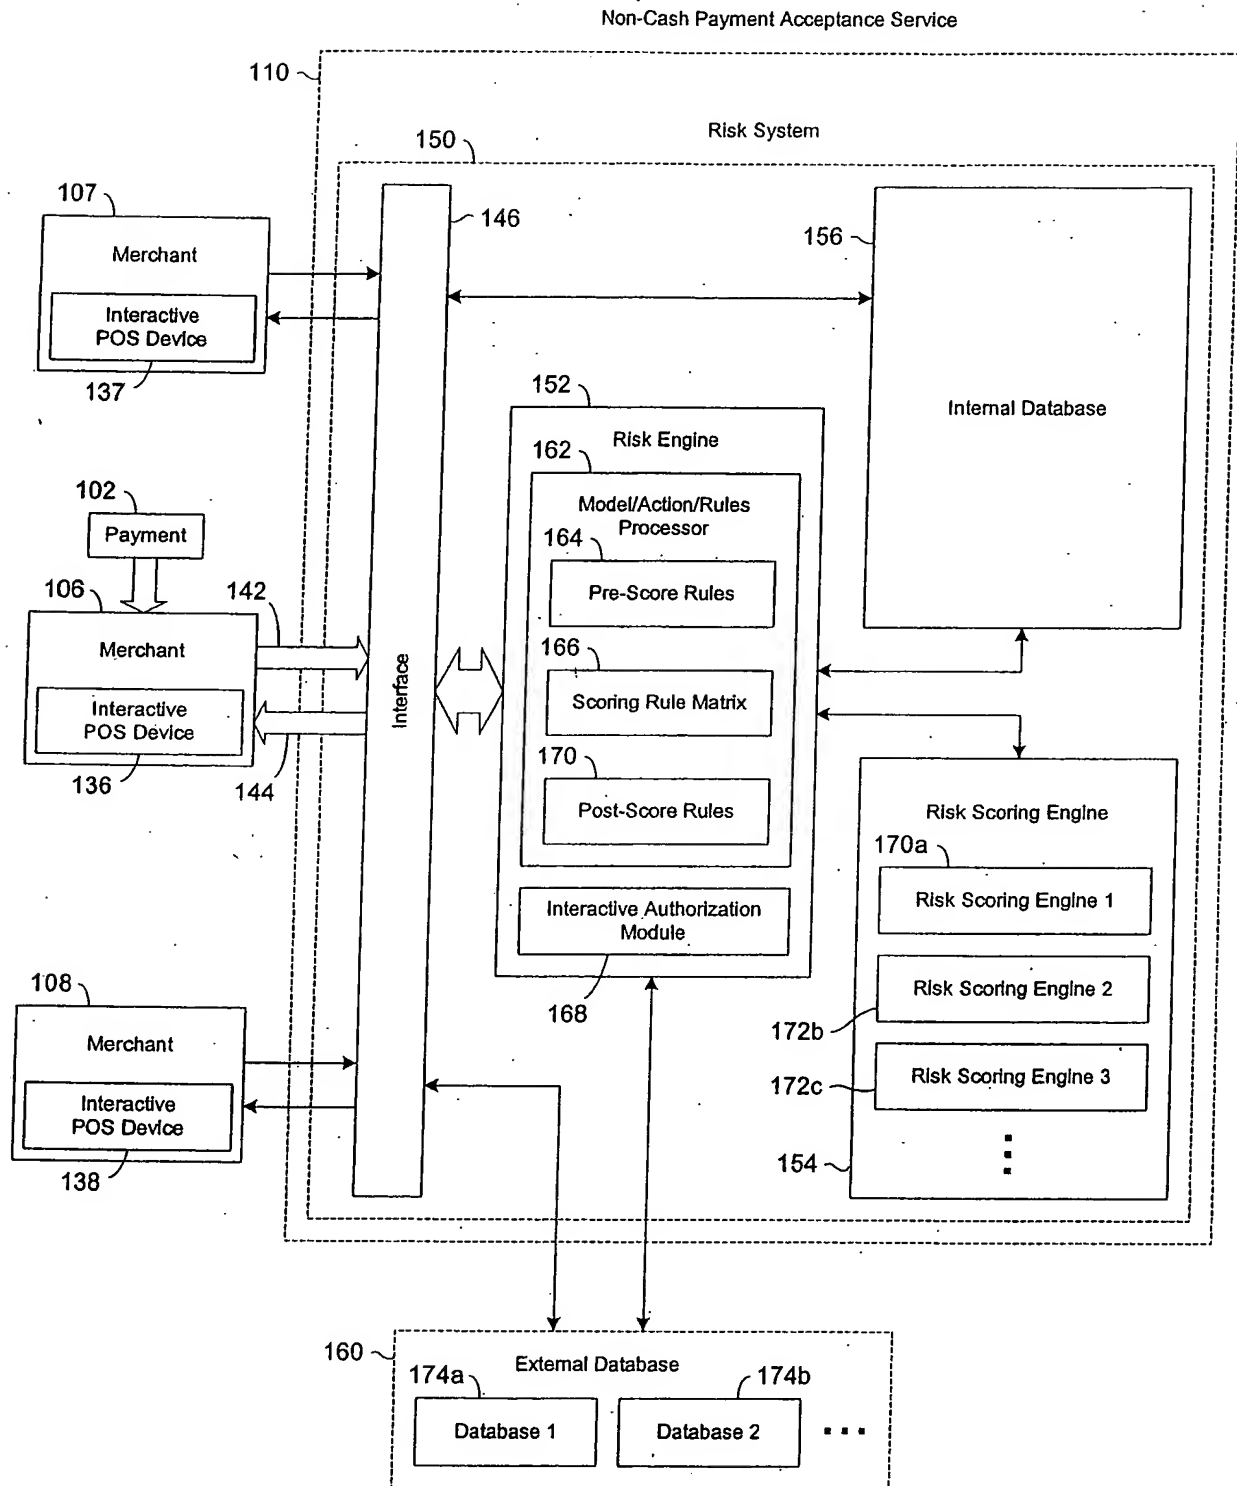 Non-Cash Payment Acceptance Service
110
Risk System
150
107
146
156
Merchant
Interactive
POS Device
137
152
Internal Database
Risk Engine
162
102
Model/Action/Rules
Processor
Payment
164
106
142
Pre-Score Rules
Merchant
166
Interface
Interactive
POS Device
Scoring Rule Matrix
136
144
170
Post-Score Rules
Risk Scoring Engine
170a
Risk Scoring Engine 1
Interactive Authorization
Module
108
168
Risk Scoring Engine 2
172b
Merchant
Risk Scoring Engine 3
172c
Interactive
POS Device
138
154
160
External Database
174a
174b
Database 1
Database 2